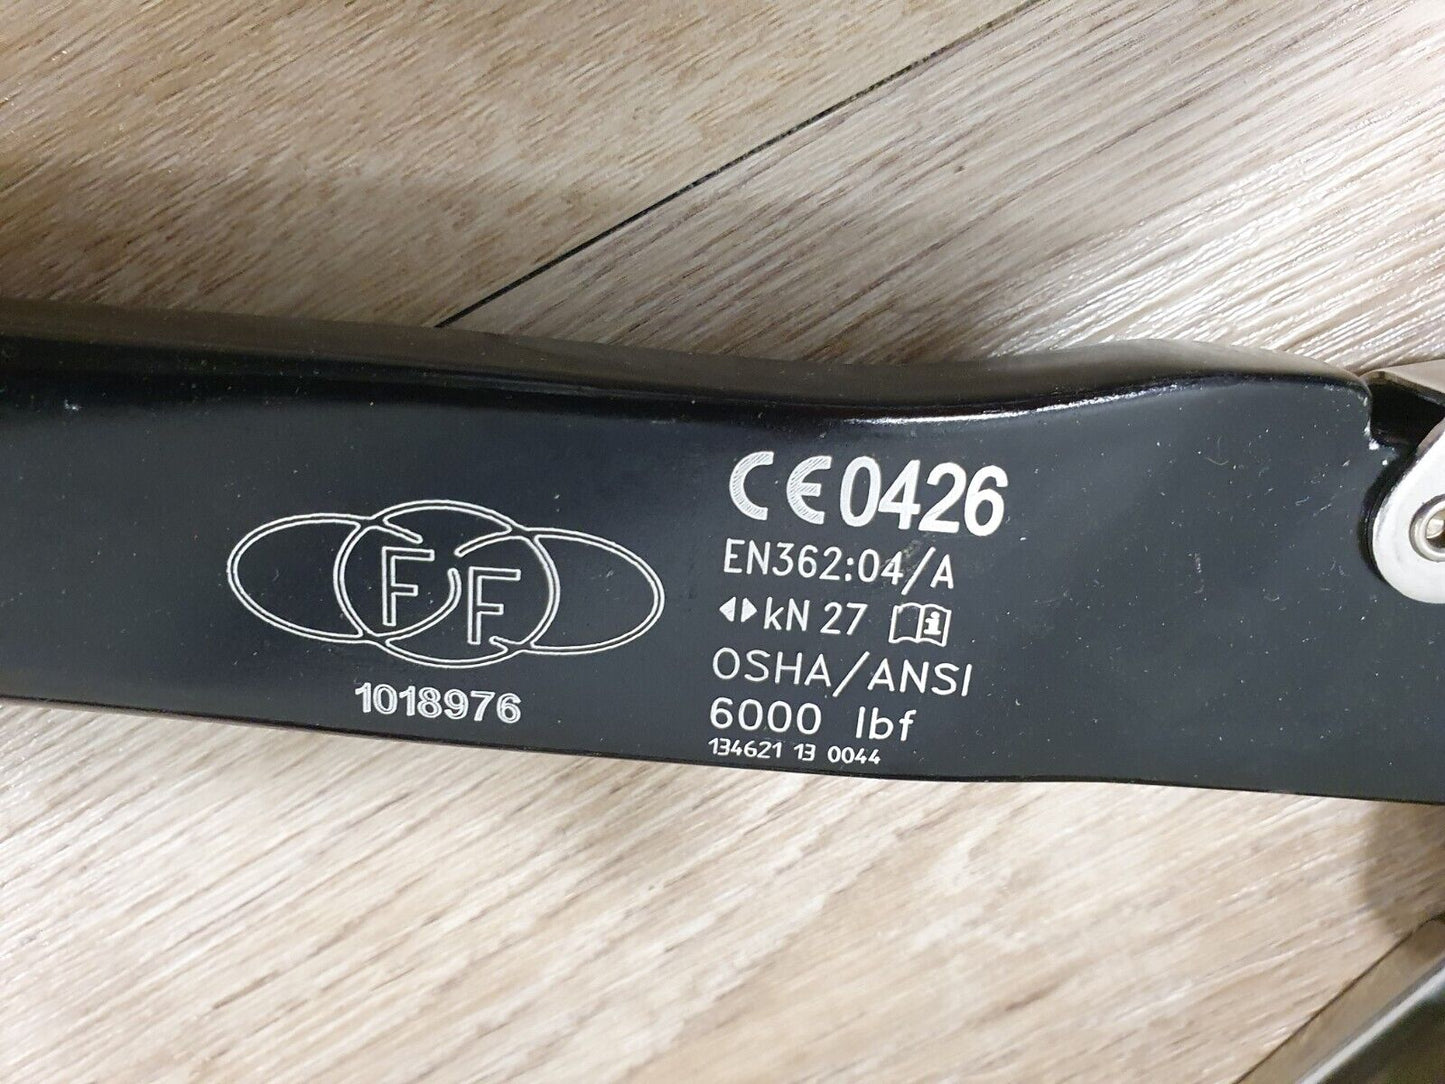 FF
1018976
CE0426
EN362:04/A
kN 27
OSHA/ANSI
6000 lbf
134621 13 0044